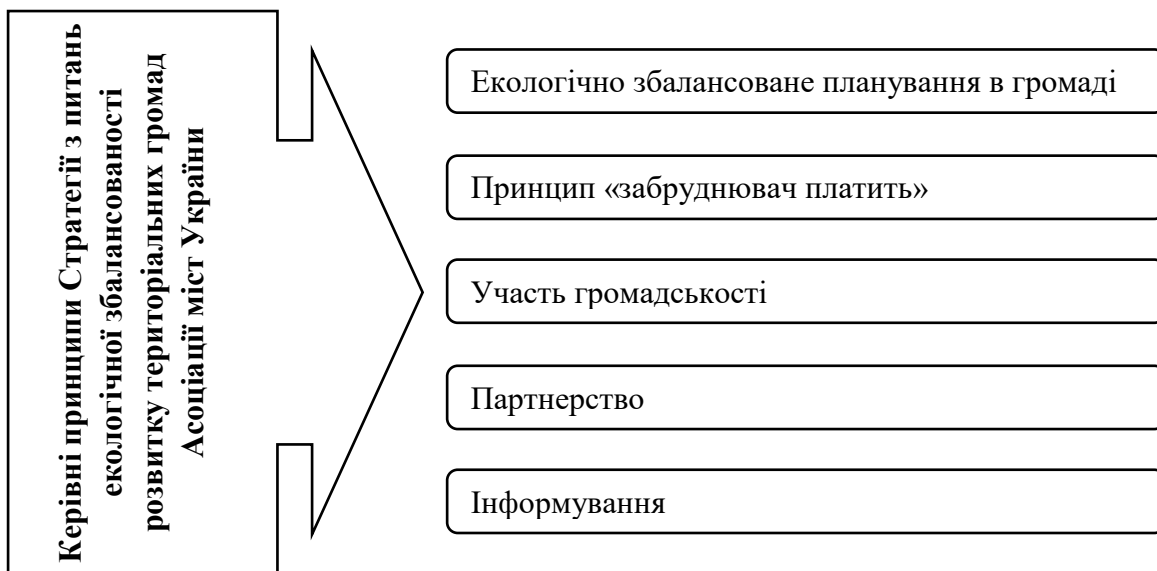 Керівні принципи Стратегії з питань
екологічної збалансованості
розвитку територіальних громад
Асоціації міст України
Екологічно збалансоване планування в громаді
Принцип «забруднювач платить»
Участь громадськості
Партнерство
Інформування